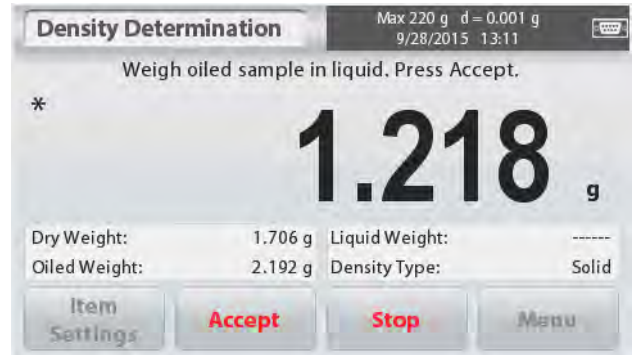 Density Determination
Max 220 g d = 0.001 g
9/28/2015 13:11
Weigh oiled sample in liquid. Press Accept.
*
1.218 g
Dry Weight: 1.706 g Liquid Weight: ------
Oiled Weight: 2.192 g Density Type: Solid
Item Settings
Accept
Stop
Menu